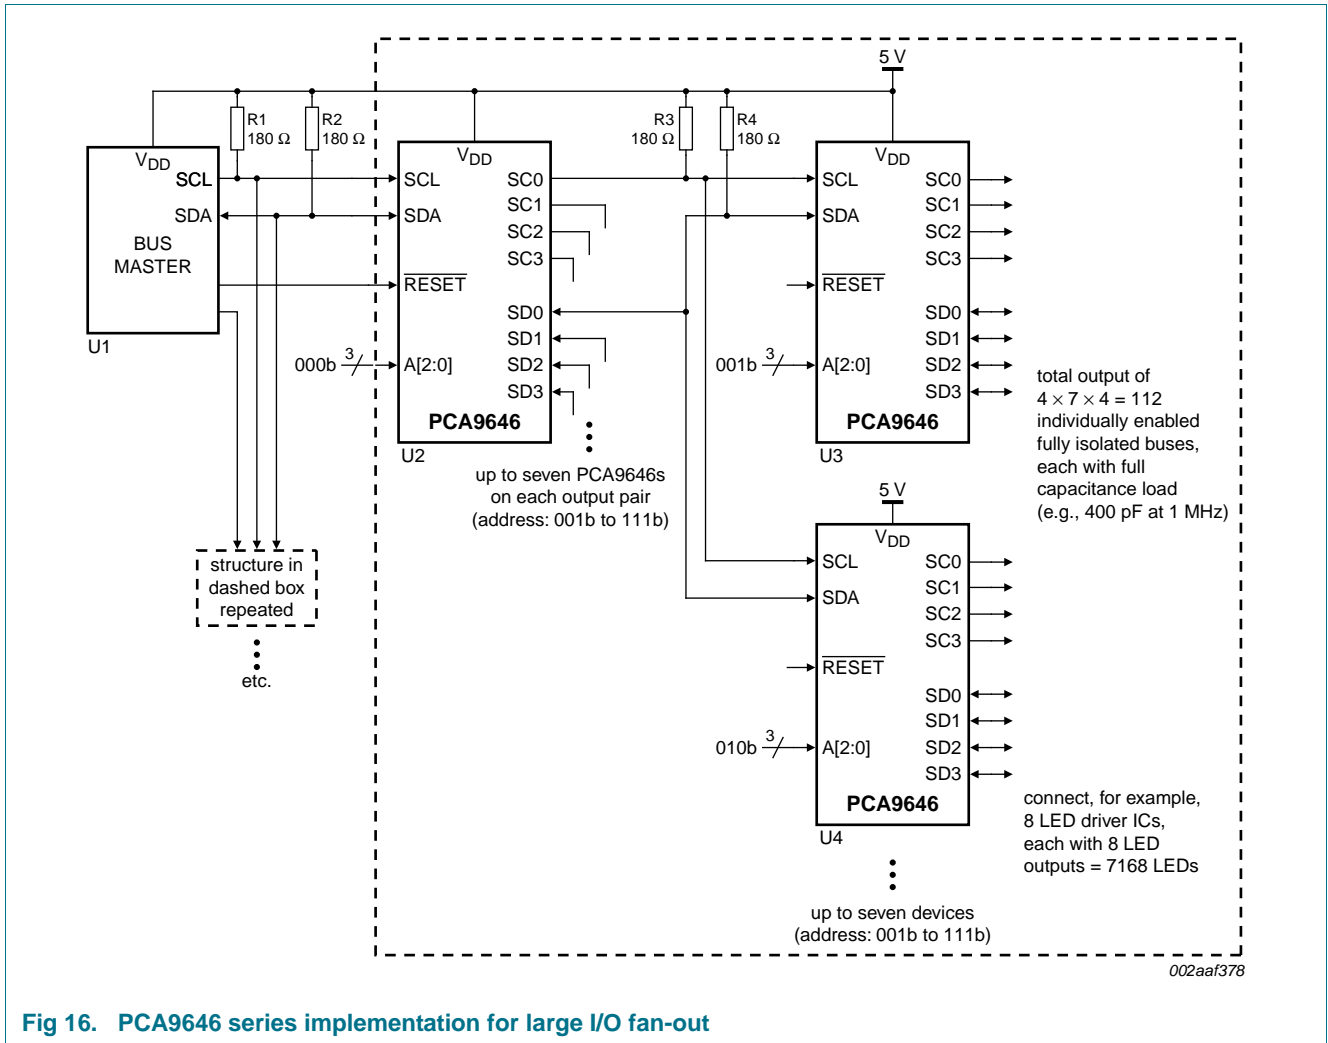 5 V
R1
180 Ω
R2
180 Ω
R3
180 Ω
R4
180 Ω
VDD
SCL
SDA
BUS
MASTER
U1
VDD
SCL
SDA
RESET
A[2:0]
SC0
SC1
SC2
SC3
SD0
SD1
SD2
SD3
PCA9646
U2
000b
3
up to seven PCA9646s
on each output pair
(address: 001b to 111b)
VDD
SCL
SDA
RESET
A[2:0]
SC0
SC1
SC2
SC3
SD0
SD1
SD2
SD3
PCA9646
U3
001b
3
total output of
4 × 7 × 4 = 112
individually enabled
fully isolated buses,
each with full
capacitance load
(e.g., 400 pF at 1 MHz)
structure in
dashed box
repeated
etc.
5 V
VDD
SCL
SDA
RESET
A[2:0]
SC0
SC1
SC2
SC3
SD0
SD1
SD2
SD3
PCA9646
U4
010b
3
connect, for example,
8 LED driver ICs,
each with 8 LED
outputs = 7168 LEDs
up to seven devices
(address: 001b to 111b)
002aaf378
Fig 16. PCA9646 series implementation for large I/O fan-out